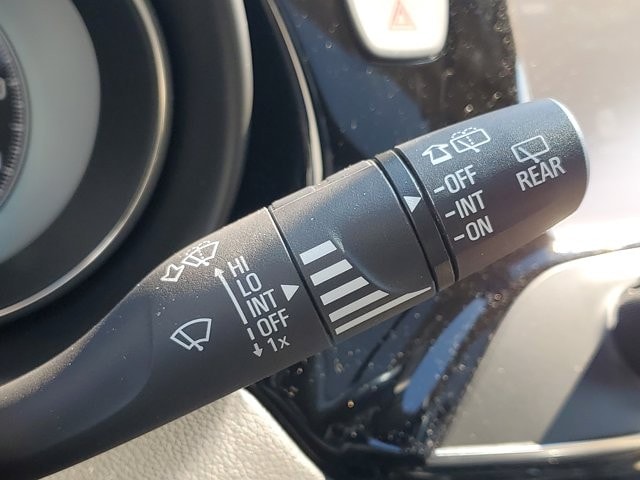 HI
LO
INT
OFF
1x
-OFF
-INT
-ON
REAR